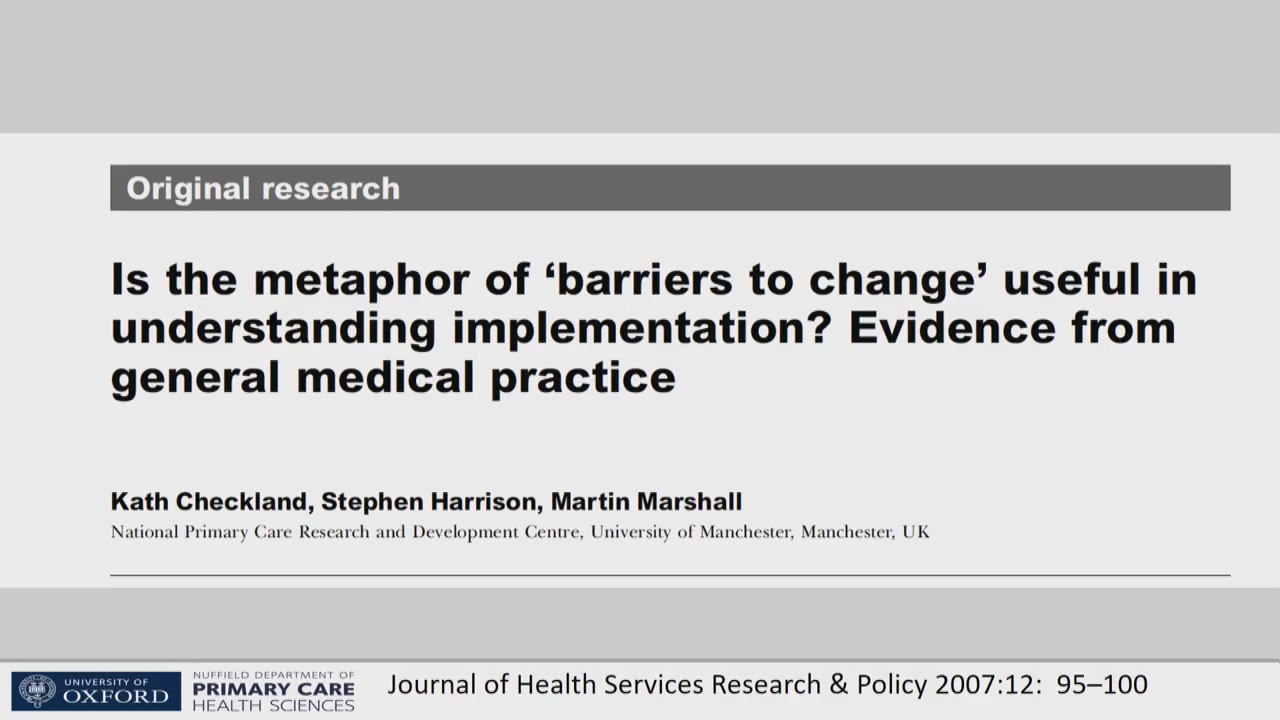 Original research
Is the metaphor of ‘barriers to change’ useful in
understanding implementation? Evidence from
general medical practice
Kath Checkland, Stephen Harrison, Martin Marshall
National Primary Care Research and Development Centre, University of Manchester, Manchester, UK
UNIVERSITY OF
OXFORD
NUFFIELD DEPARTMENT OF
PRIMARY CARE
HEALTH SCIENCES
Journal of Health Services Research & Policy 2007:12: 95–100